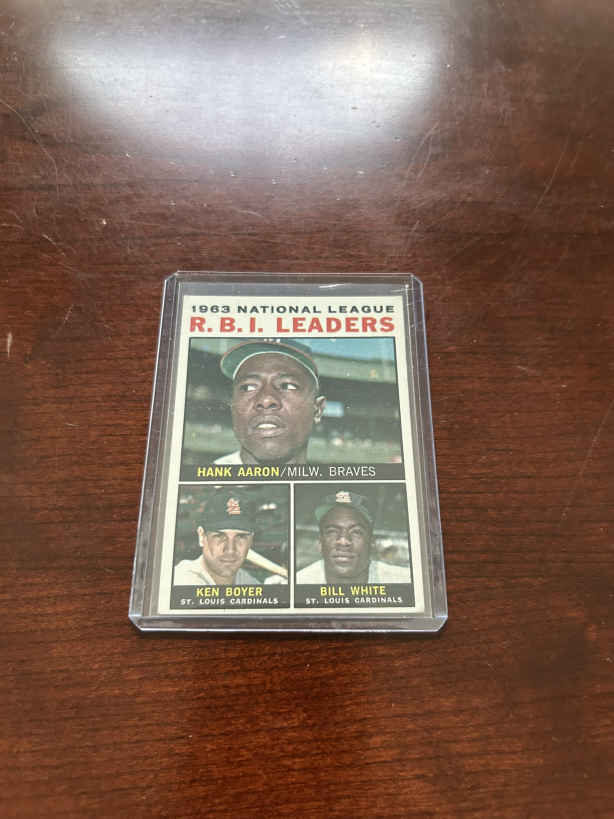 1963 NATIONAL LEAGUE
R.B.I. LEADERS
HANK AARON/MILW. BRAVES
KEN BOYER
ST. LOUIS CARDINALS
BILL WHITE
ST. LOUIS CARDINALS